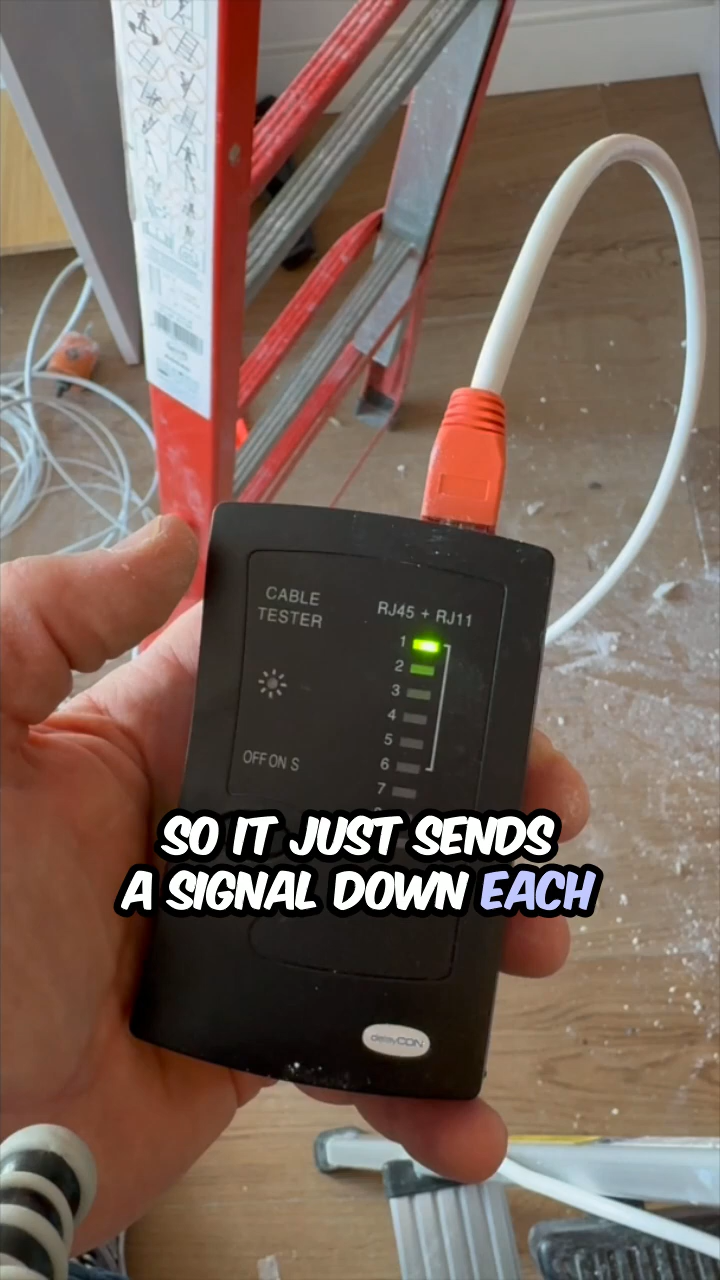 CABLE
TESTER
RJ45 + RJ11
1
2
3
4
5
6
7
OFF ON S
SO IT JUST SENDS
A SIGNAL DOWN EACH